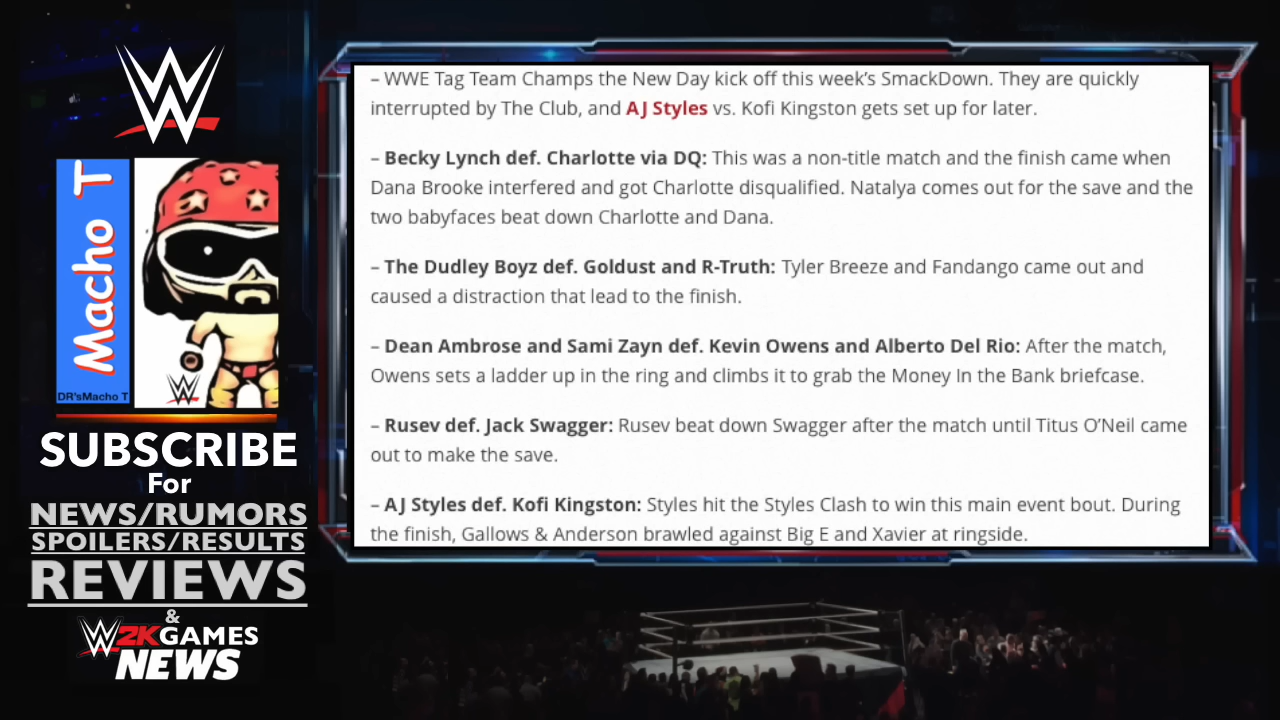 W
Macho T
DR'sMacho T
W
SUBSCRIBE
For
NEWS/RUMORS
SPOILERS/RESULTS
REVIEWS
&
W2KGAMES
NEWS
– WWE Tag Team Champs the New Day kick off this week's SmackDown. They are quickly
interrupted by The Club, and AJ Styles vs. Kofi Kingston gets set up for later.
– Becky Lynch def. Charlotte via DQ: This was a non-title match and the finish came when
Dana Brooke interfered and got Charlotte disqualified. Natalya comes out for the save and the
two babyfaces beat down Charlotte and Dana.
– The Dudley Boyz def. Goldust and R-Truth: Tyler Breeze and Fandango came out and
caused a distraction that lead to the finish.
– Dean Ambrose and Sami Zayn def. Kevin Owens and Alberto Del Rio: After the match,
Owens sets a ladder up in the ring and climbs it to grab the Money In the Bank briefcase.
– Rusev def. Jack Swagger: Rusev beat down Swagger after the match until Titus O'Neil came
out to make the save.
– AJ Styles def. Kofi Kingston: Styles hit the Styles Clash to win this main event bout. During
the finish, Gallows & Anderson brawled against Big E and Xavier at ringside.